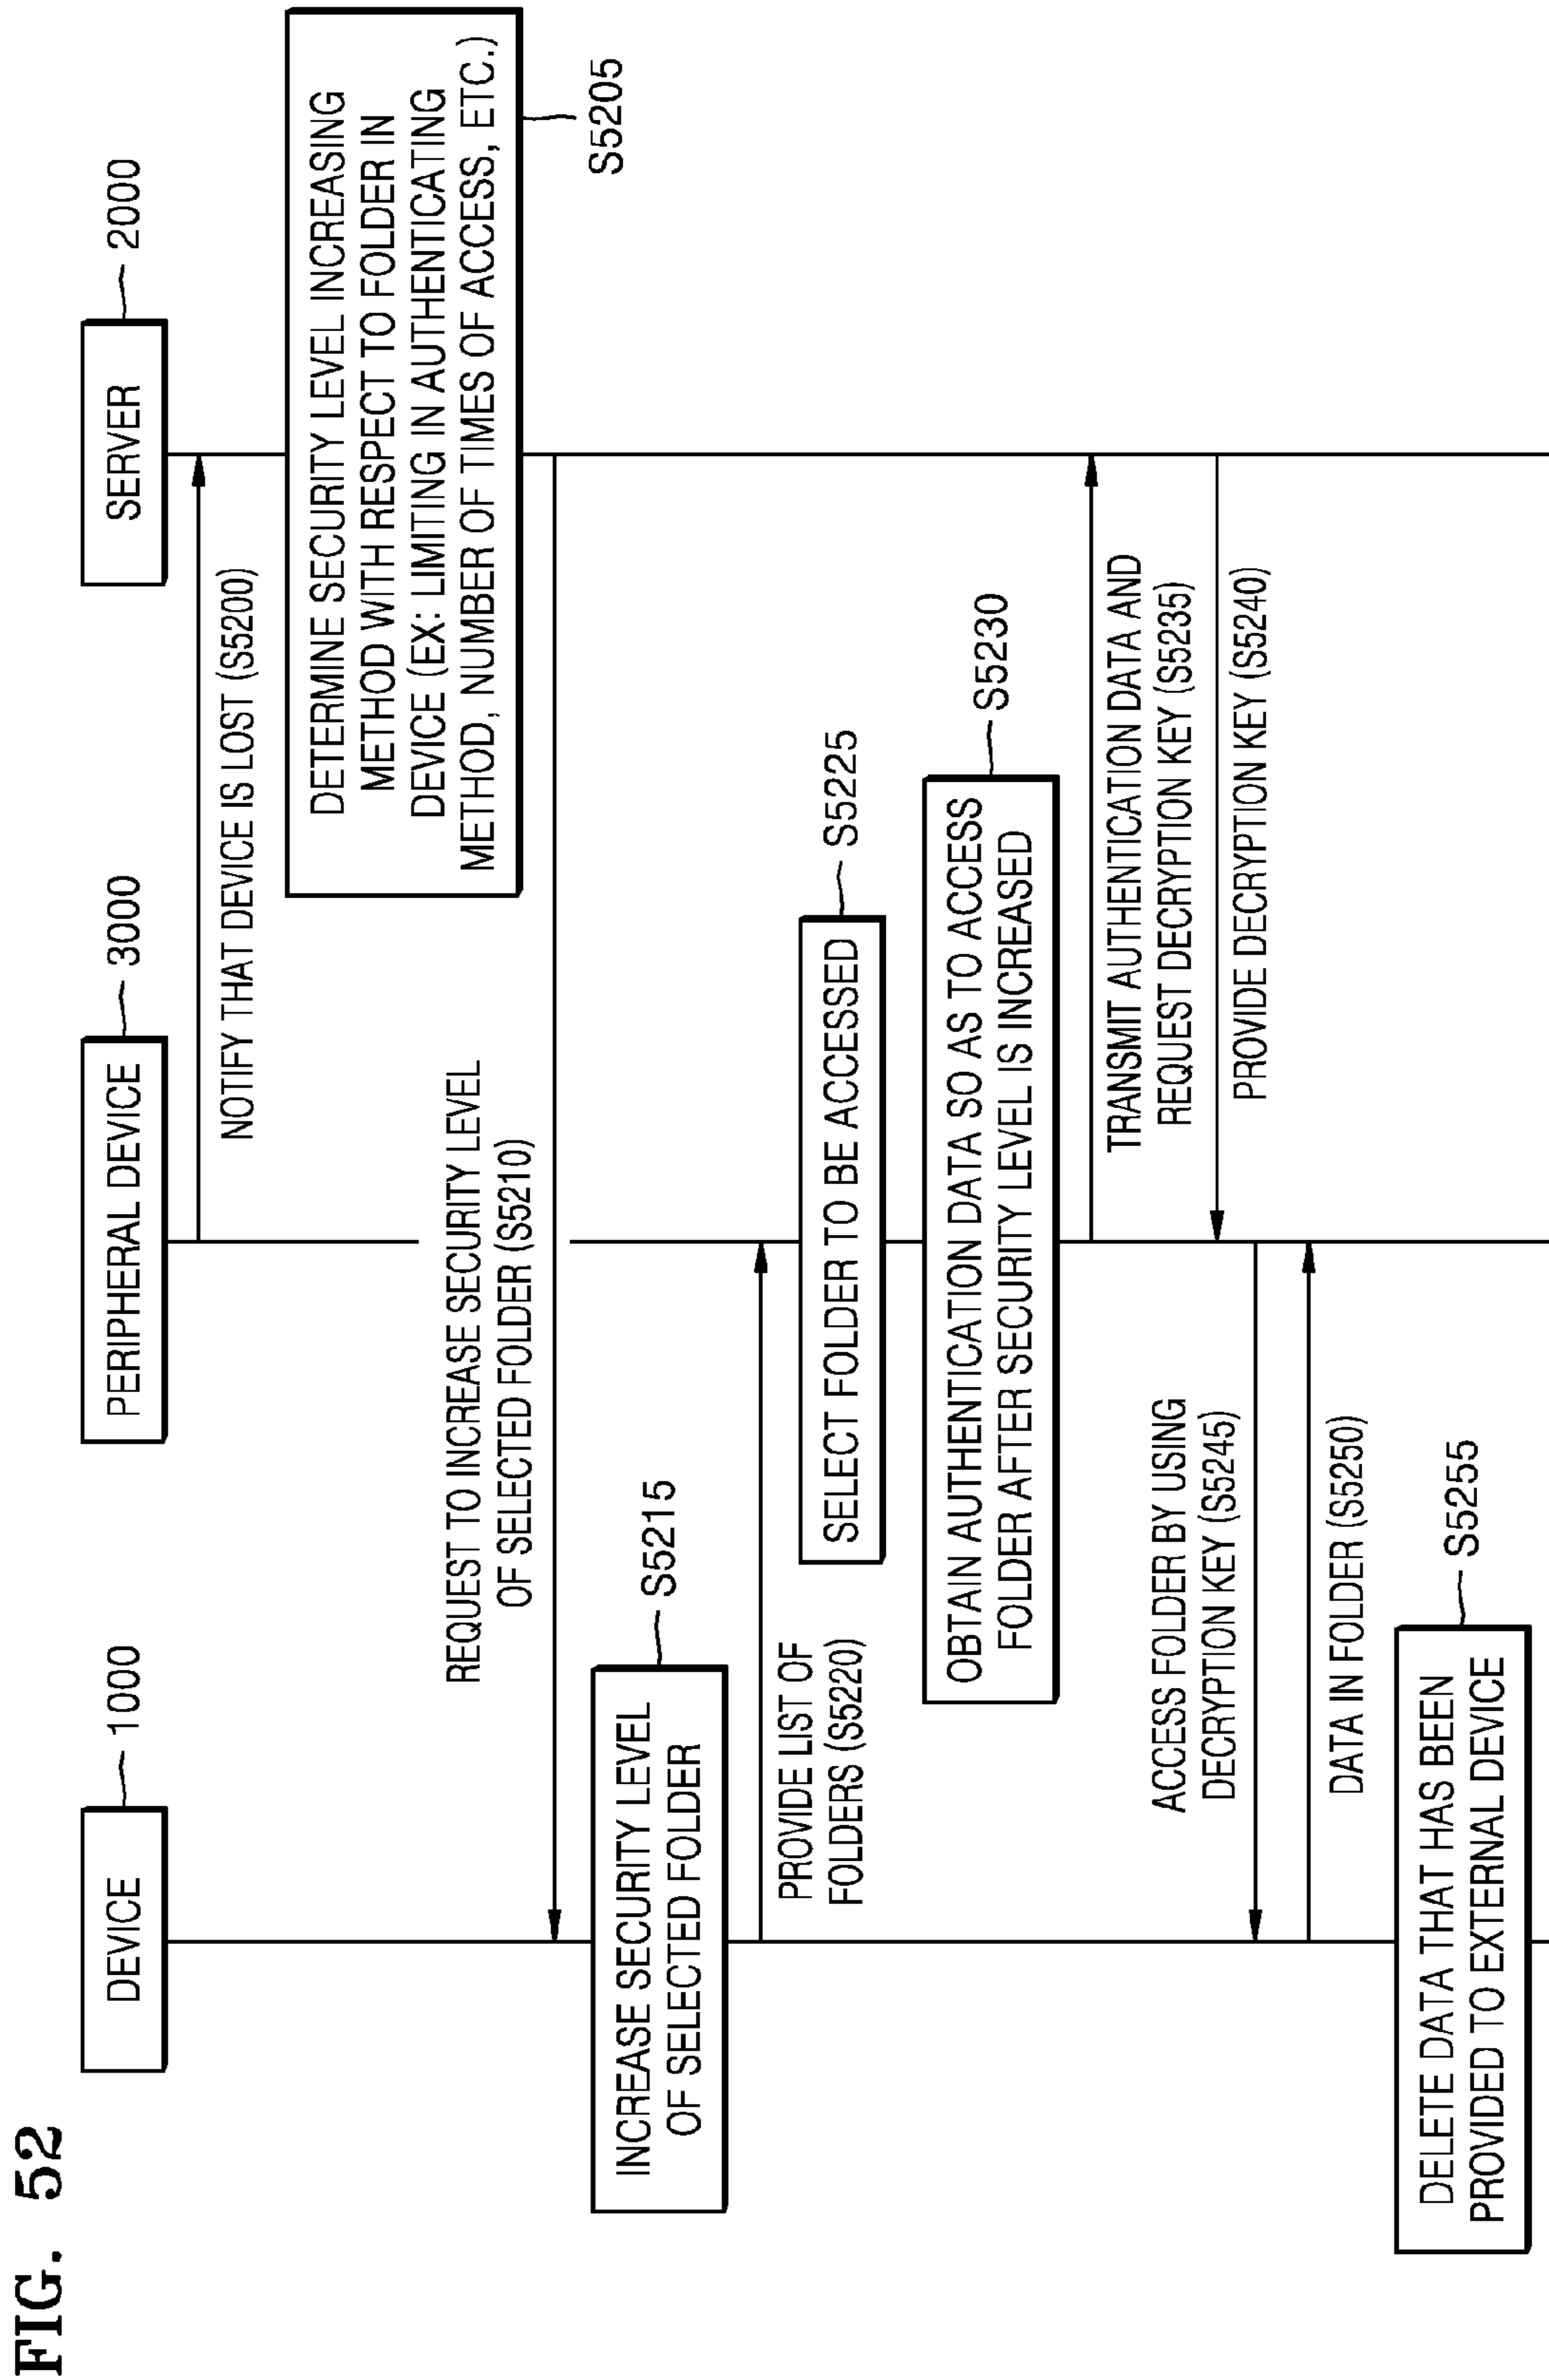 FIG. 52
DEVICE
1000
PERIPHERAL DEVICE
3000
SERVER
2000
NOTIFY THAT DEVICE IS LOST (S5200)
DETERMINE SECURITY LEVEL INCREASING
METHOD WITH RESPECT TO FOLDER IN
DEVICE (EX: LIMITING IN AUTHENTICATING
METHOD, NUMBER OF TIMES OF ACCESS, ETC.)
S5205
REQUEST TO INCREASE SECURITY LEVEL
OF SELECTED FOLDER (S5210)
INCREASE SECURITY LEVEL
OF SELECTED FOLDER
S5215
PROVIDE LIST OF
FOLDERS (S5220)
SELECT FOLDER TO BE ACCESSED
S5225
OBTAIN AUTHENTICATION DATA SO AS TO ACCESS
FOLDER AFTER SECURITY LEVEL IS INCREASED
S5230
TRANSMIT AUTHENTICATION DATA AND
REQUEST DECRYPTION KEY (S5235)
PROVIDE DECRYPTION KEY (S5240)
ACCESS FOLDER BY USING
DECRYPTION KEY (S5245)
DATA IN FOLDER (S5250)
DELETE DATA THAT HAS BEEN
PROVIDED TO EXTERNAL DEVICE
S5255